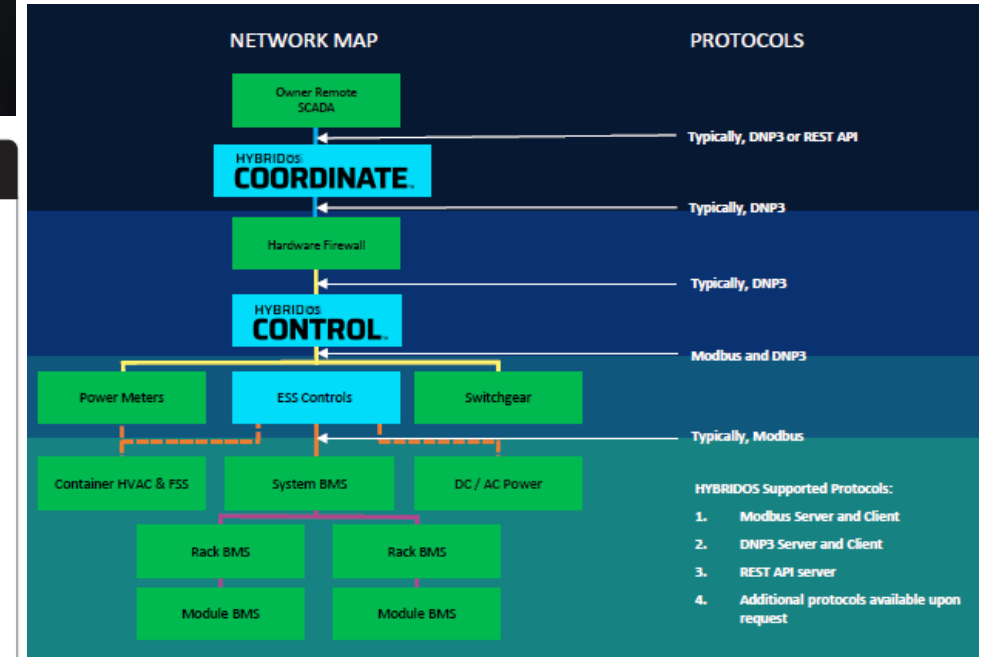 NETWORK MAP
PROTOCOLS
Owner Remote
SCADA
Typically, DNP3 or REST API
HYBRIDOS
COORDINATE™
Typically, DNP3
Hardware Firewall
Typically, DNP3
HYBRIDOS
CONTROL™
Modbus and DNP3
Power Meters
ESS Controls
Switchgear
Typically, Modbus
Container HVAC & FSS
System BMS
DC / AC Power
HYBRIDOS Supported Protocols:
1. Modbus Server and Client
2. DNP3 Server and Client
3. REST API server
4. Additional protocols available upon
request
Rack BMS
Rack BMS
Module BMS
Module BMS